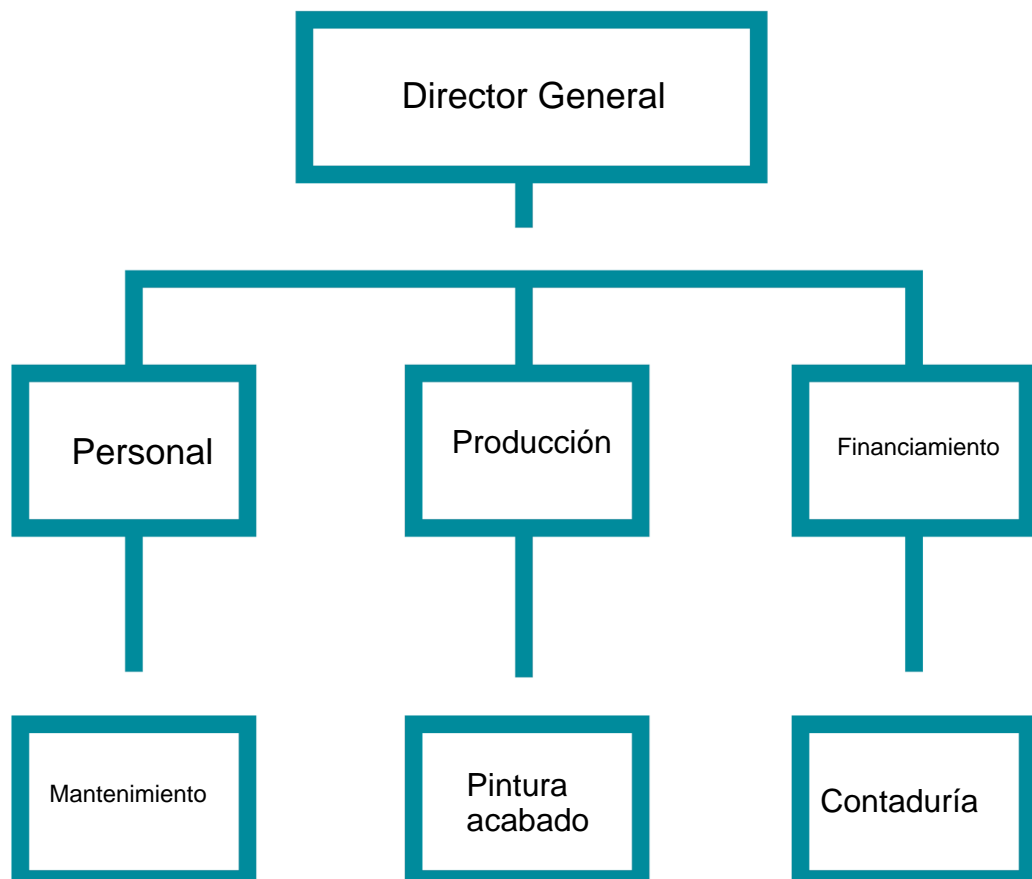 Director General
Personal
Producción
Financiamiento
Mantenimiento
Pintura
acabado
Contaduría